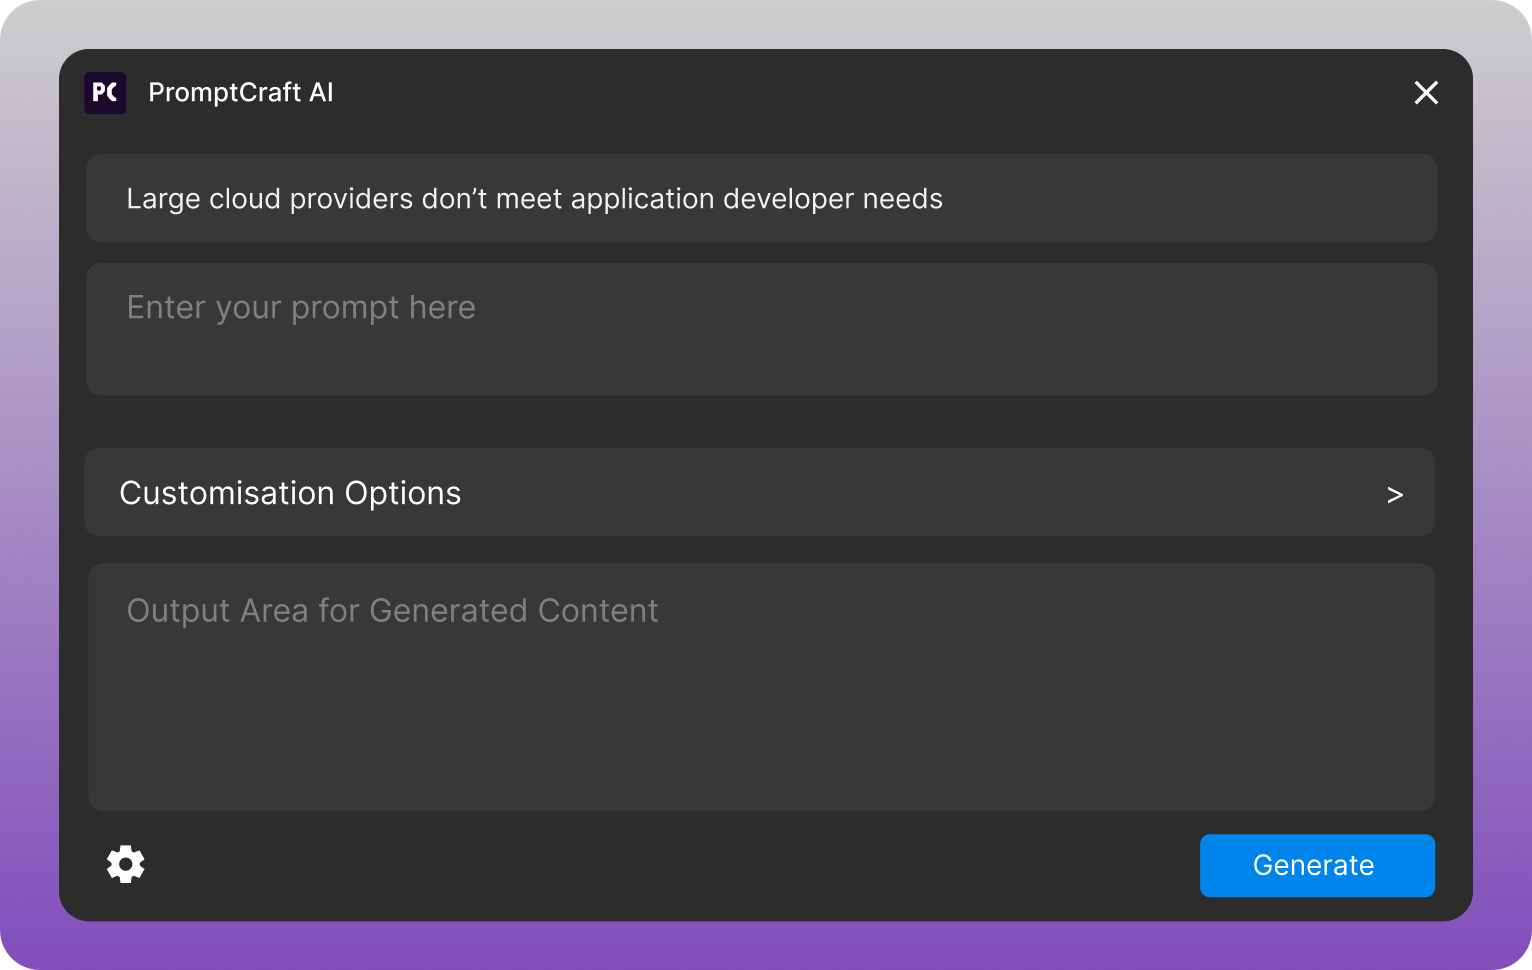 PC
PromptCraft AI
Large cloud providers don’t meet application developer needs
Enter your prompt here
Customisation Options
>
Output Area for Generated Content
Generate